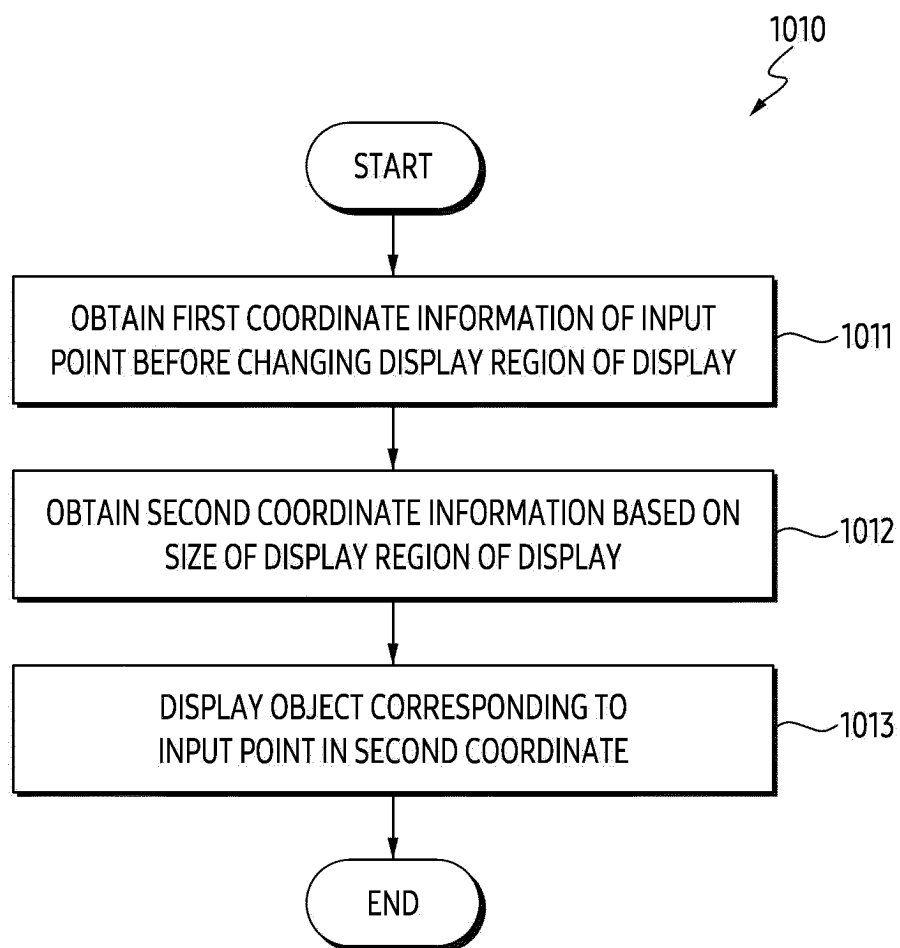 1010
START
OBTAIN FIRST COORDINATE INFORMATION OF INPUT
POINT BEFORE CHANGING DISPLAY REGION OF DISPLAY
1011
OBTAIN SECOND COORDINATE INFORMATION BASED ON
SIZE OF DISPLAY REGION OF DISPLAY
1012
DISPLAY OBJECT CORRESPONDING TO
INPUT POINT IN SECOND COORDINATE
1013
END